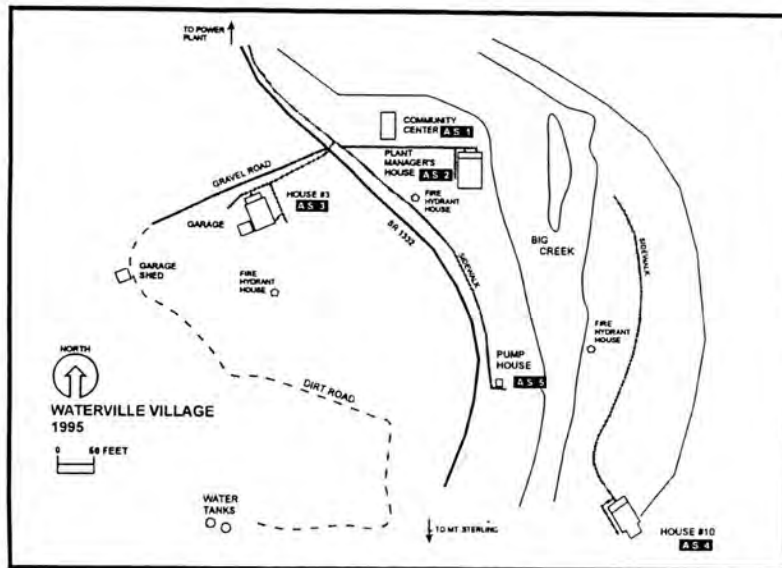 TO POWER
PLANT
COMMUNITY
CENTER AS 1
PLANT
MANAGER'S
HOUSE AS 2
GRAVEL ROAD
HOUSE #3
AS 3
FIRE
HYDRANT
HOUSE
GARAGE
SR 1332
SIDEWALK
BIG
CREEK
SIDEWALK
GARAGE
SHED
FIRE
HYDRANT
HOUSE
FIRE
HYDRANT
HOUSE
PUMP
HOUSE
AS 5
NORTH
DIRT ROAD
WATERVILLE VILLAGE
1995
0 50 FEET
WATER
TANKS
TO MT STERLING
HOUSE #10
AS 4